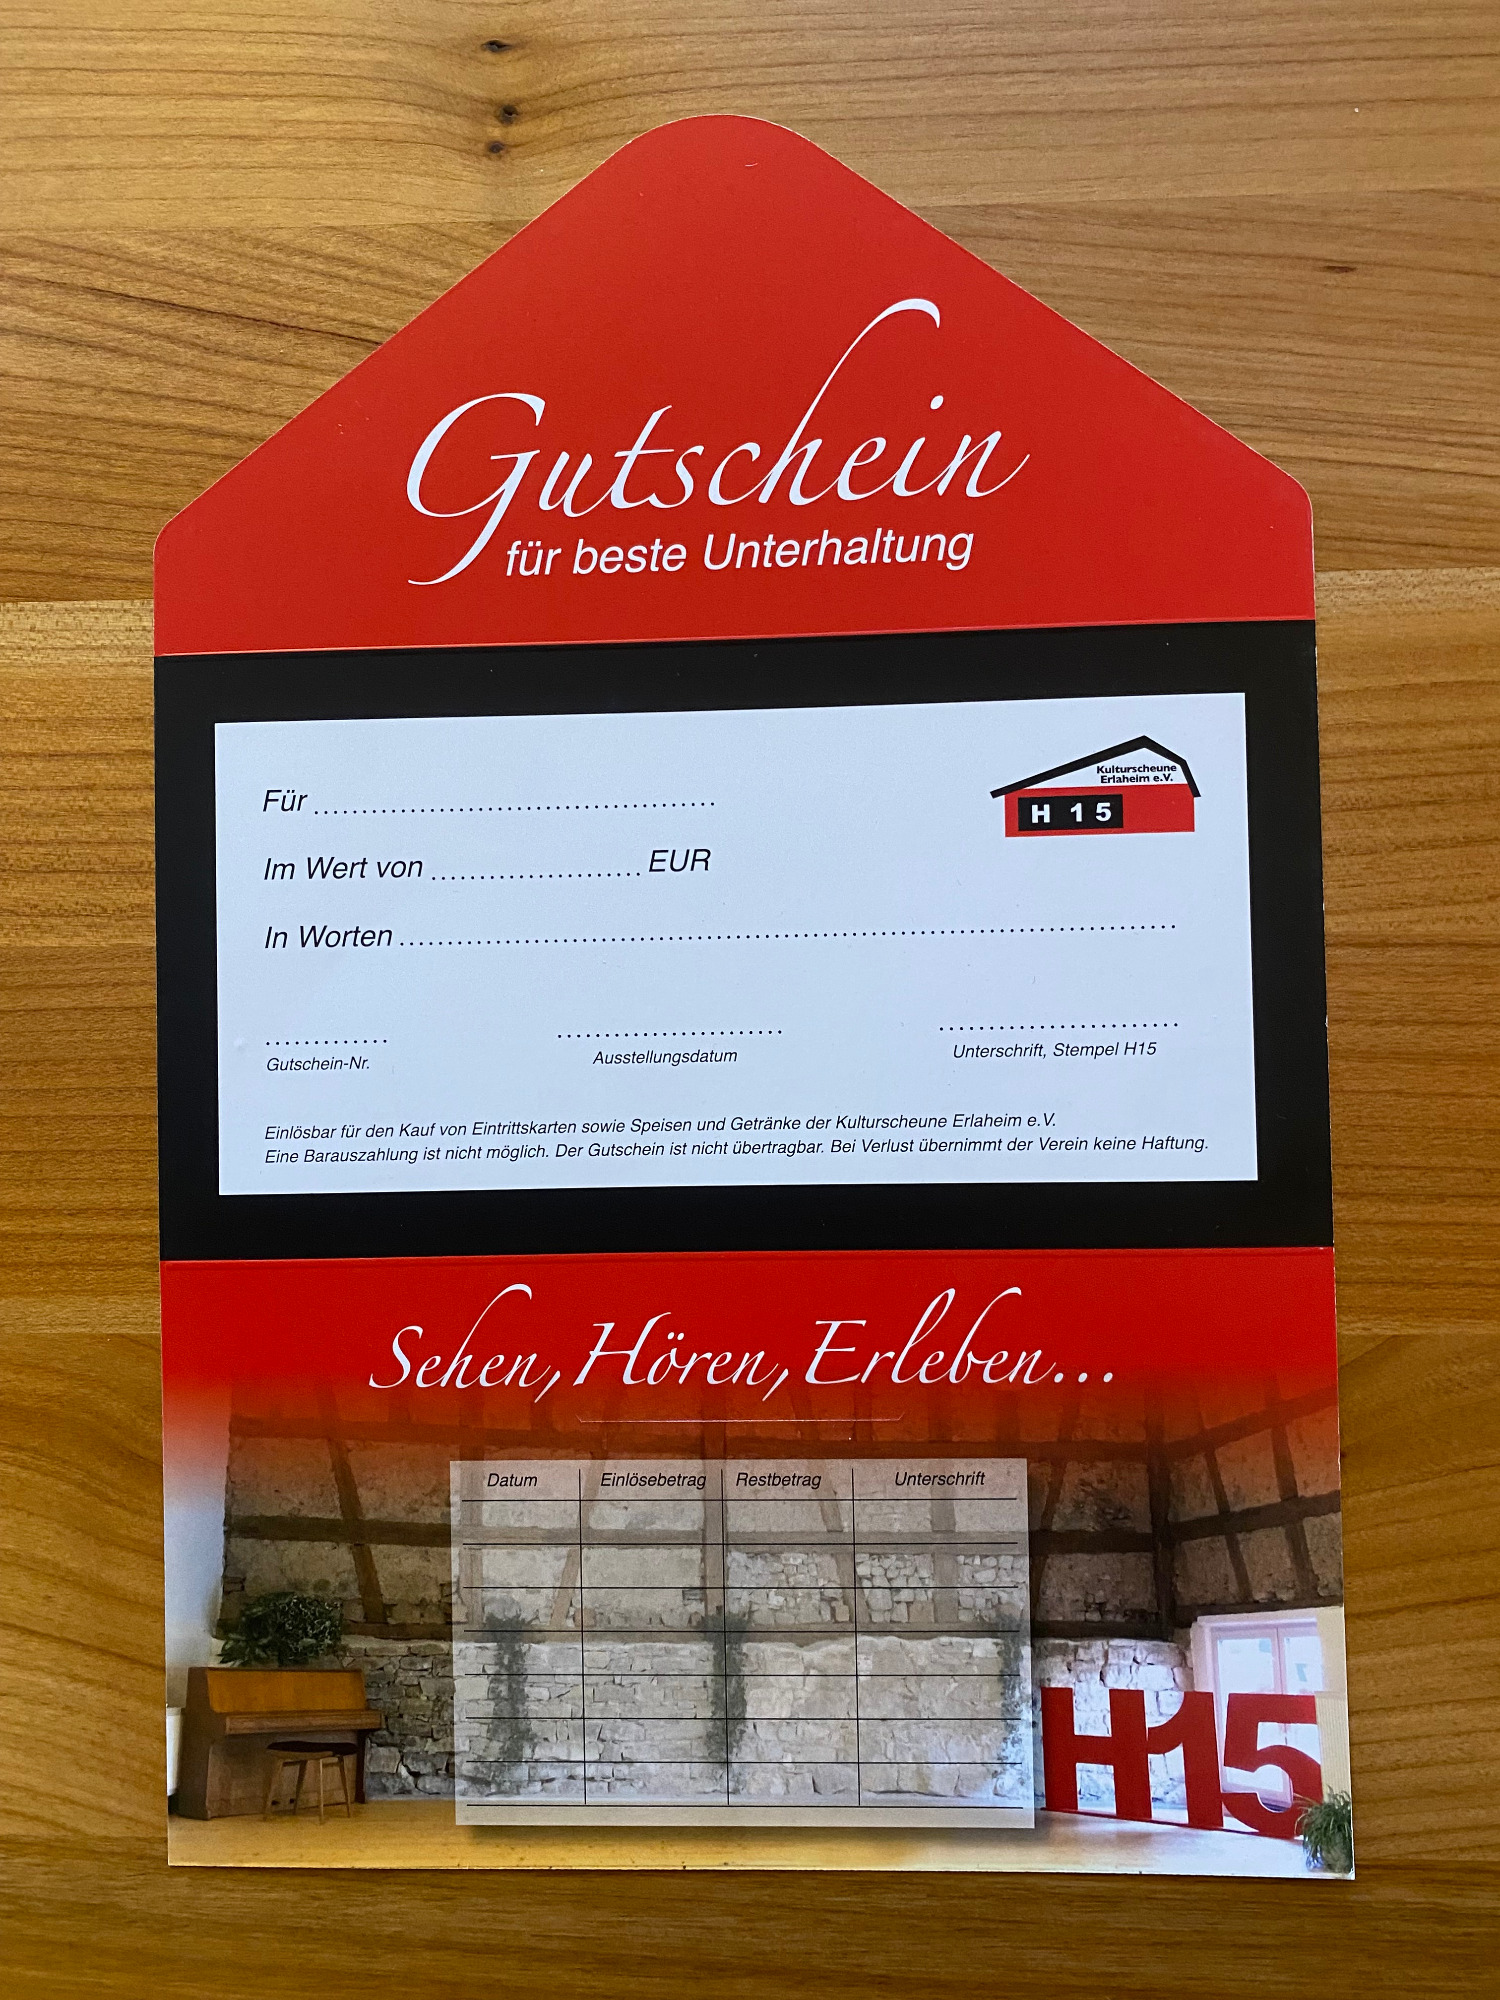 Gutschein
für beste Unterhaltung
Kulturscheune
Erlaheim e.V.
H 15
Für ........................................
Im Wert von ..................... EUR
In Worten ..............................................................................
Gutschein-Nr.
Ausstellungsdatum
Unterschrift, Stempel H15
Einlösbar für den Kauf von Eintrittskarten sowie Speisen und Getränke der Kulturscheune Erlaheim e.V.
Eine Barauszahlung ist nicht möglich. Der Gutschein ist nicht übertragbar. Bei Verlust übernimmt der Verein keine Haftung.
Sehen, Hören, Erleben...
Datum Einlösebetrag Restbetrag Unterschrift
H15